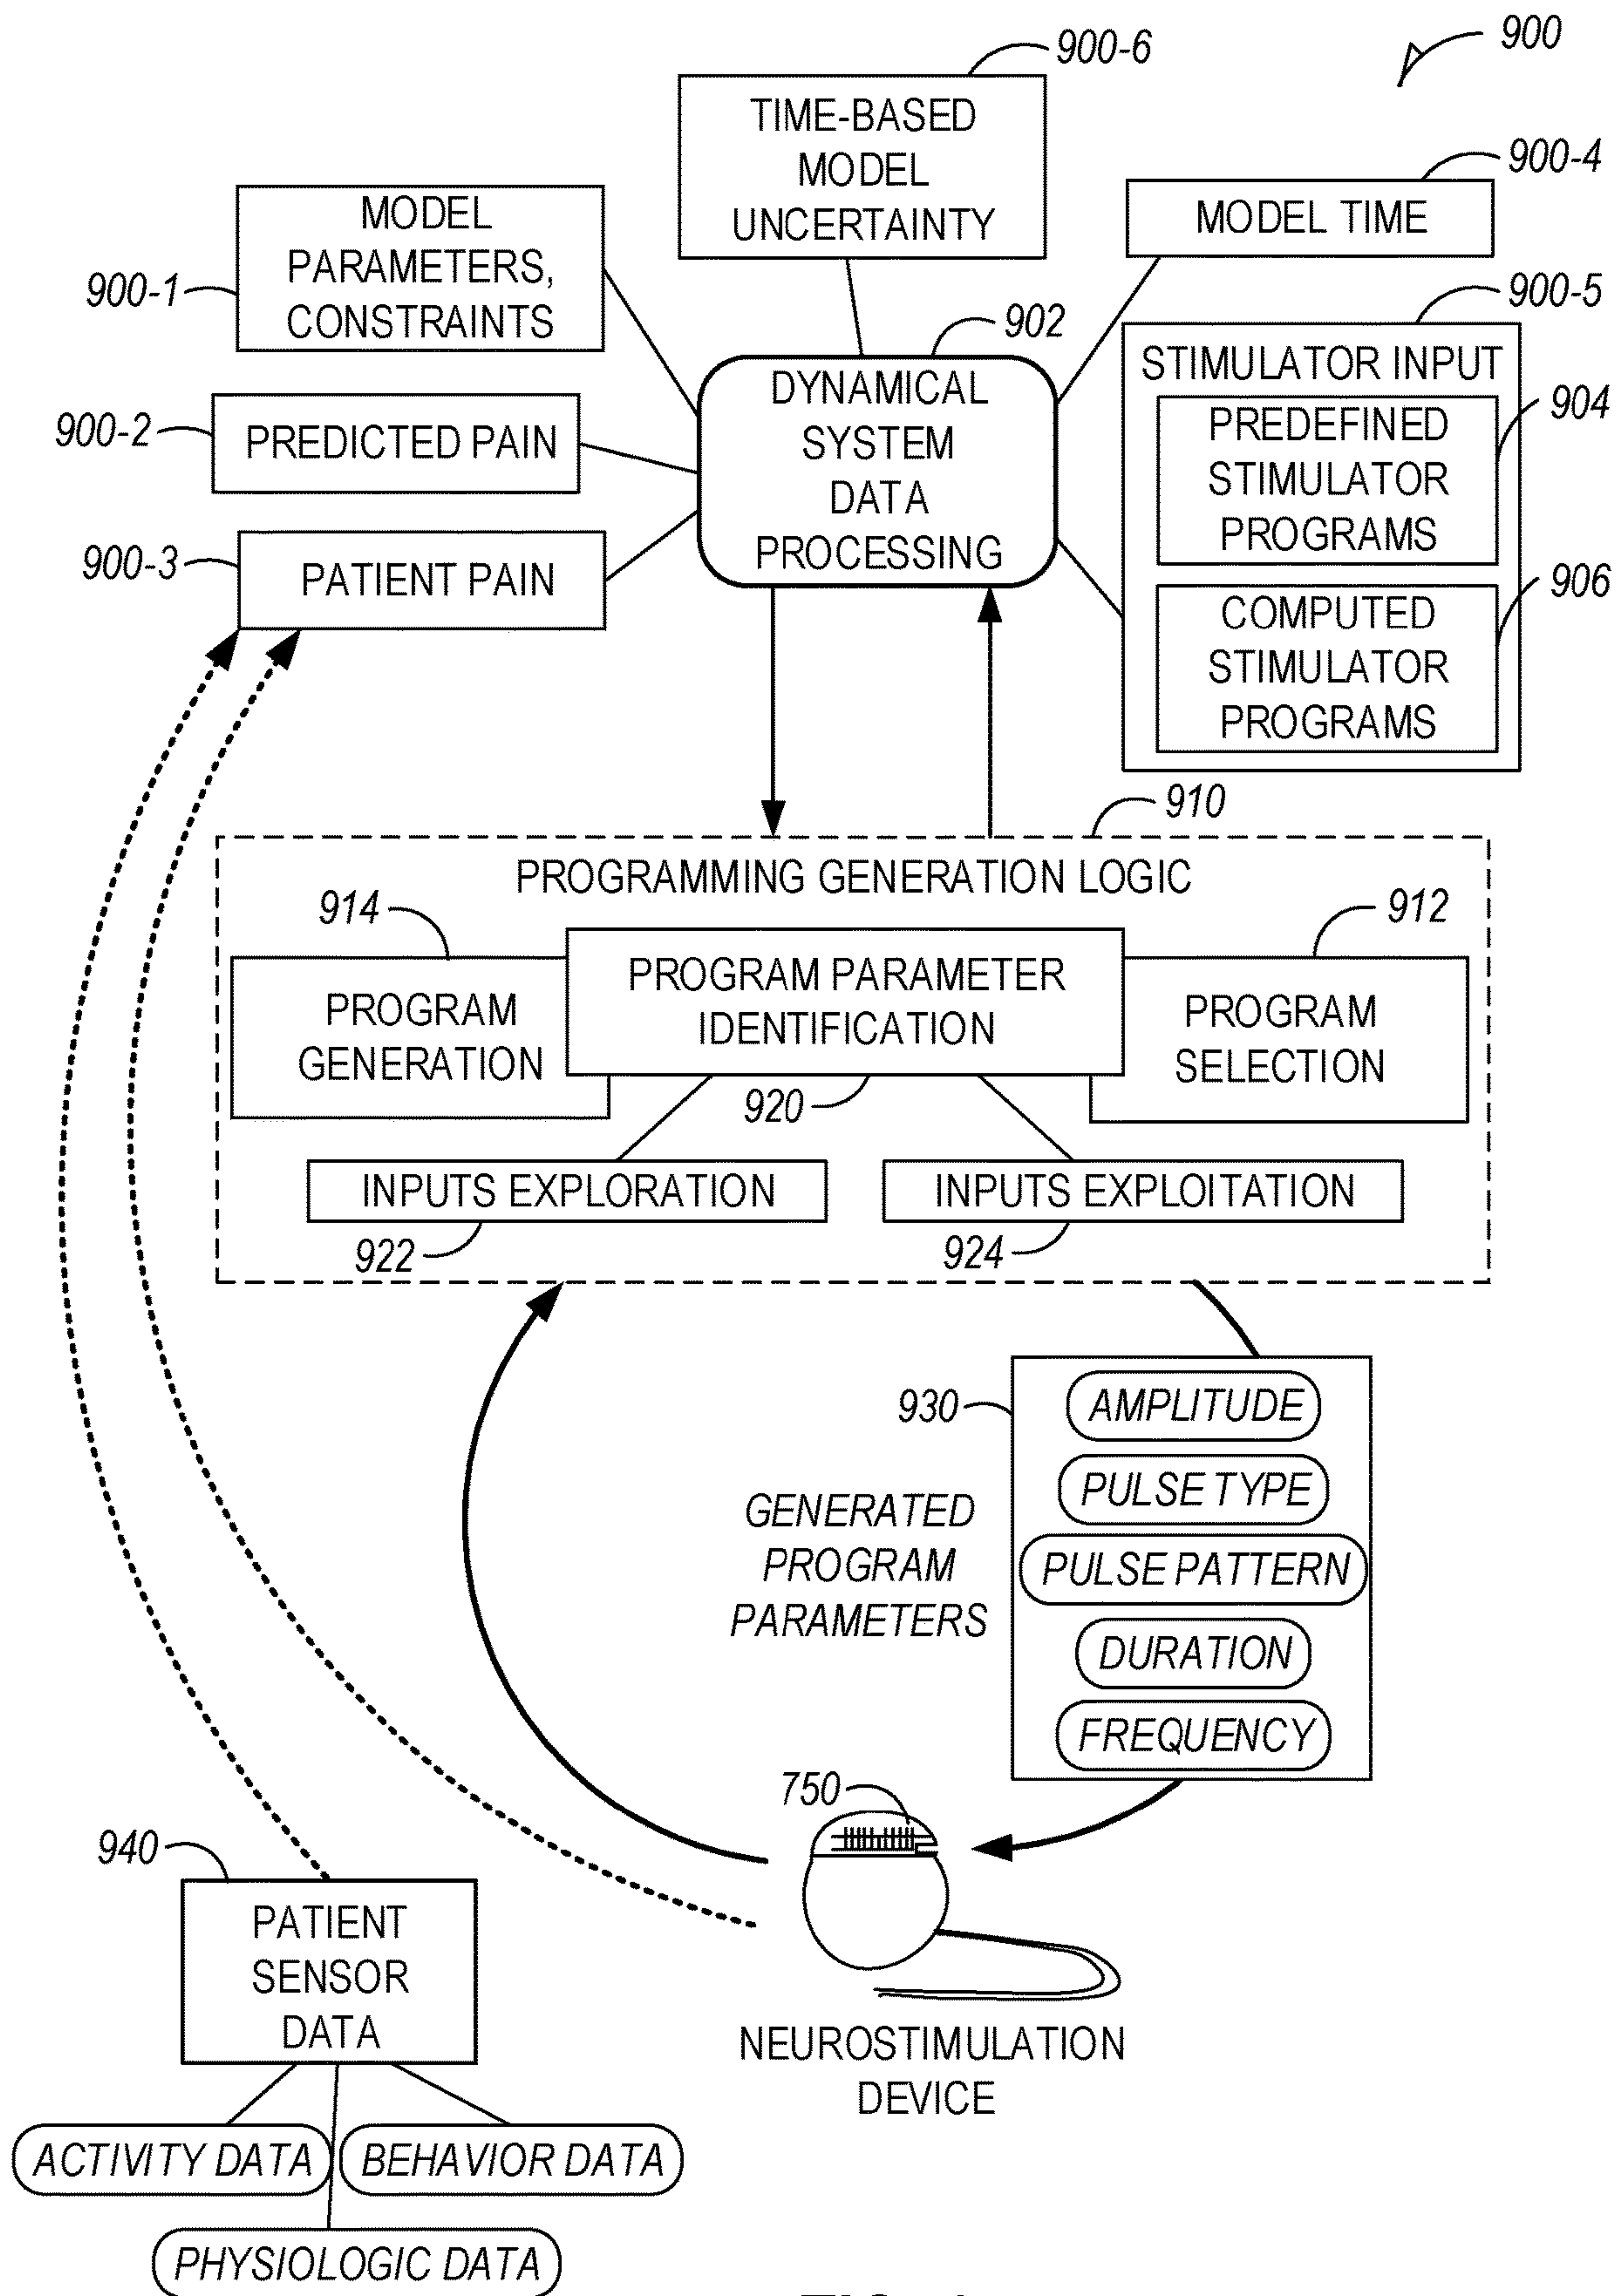 900
900-6
TIME-BASED
MODEL
UNCERTAINTY
900-4
MODEL TIME
900-1
MODEL
PARAMETERS,
CONSTRAINTS
900-5
STIMULATOR INPUT
904
PREDEFINED
STIMULATOR
PROGRAMS
906
COMPUTED
STIMULATOR
PROGRAMS
902
DYNAMICAL
SYSTEM
DATA
PROCESSING
900-2
PREDICTED PAIN
900-3
PATIENT PAIN
910
PROGRAMMING GENERATION LOGIC
914
912
PROGRAM
GENERATION
PROGRAM PARAMETER
IDENTIFICATION
PROGRAM
SELECTION
920
INPUTS EXPLORATION
INPUTS EXPLOITATION
922
924
930
AMPLITUDE
PULSE TYPE
PULSE PATTERN
DURATION
FREQUENCY
GENERATED
PROGRAM
PARAMETERS
750
NEUROSTIMULATION
DEVICE
940
PATIENT
SENSOR
DATA
ACTIVITY DATA
BEHAVIOR DATA
PHYSIOLOGIC DATA